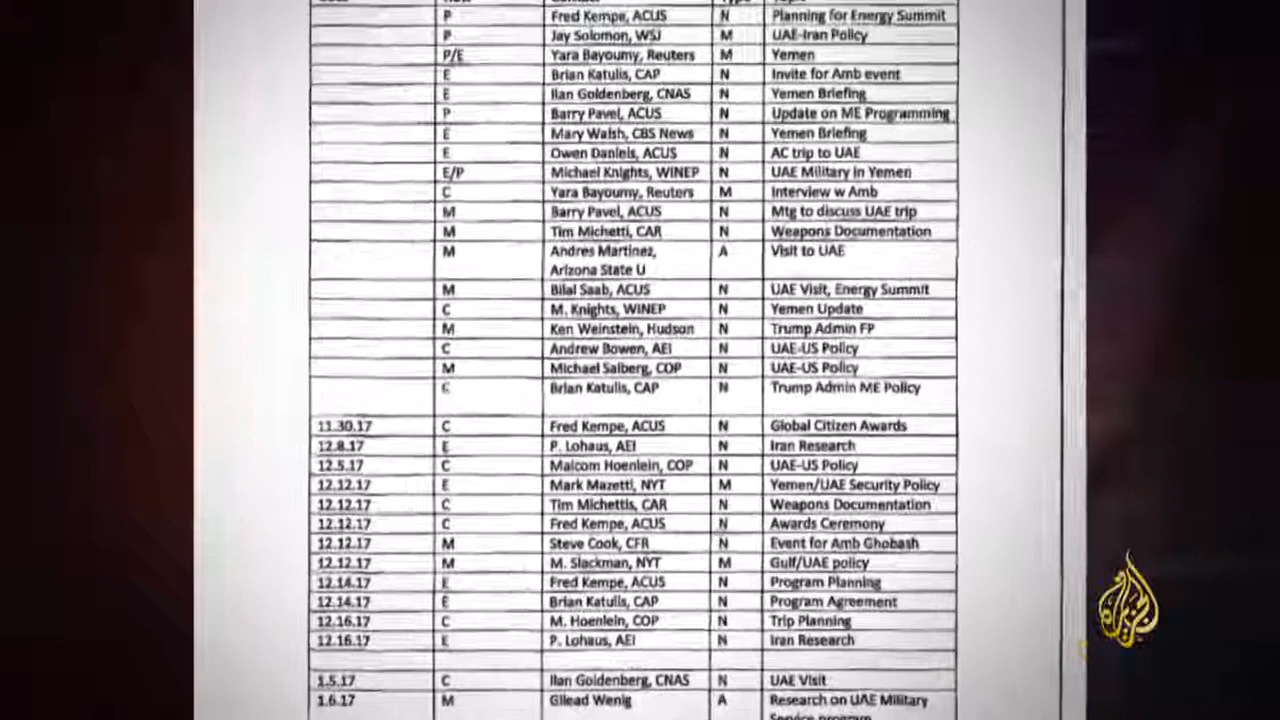 P Fred Kempe, ACUS N Planning for Energy Summit
P Jay Solomon, WSJ M UAE-Iran Policy
P/E Yara Bayoumy, Reuters M Yemen
E Brian Katulis, CAP N Invite for Amb event
E Ilan Goldenberg, CNAS N Yemen Briefing
P Barry Pavel, ACUS N Update on ME Programming
E Mary Walsh, CBS News N Yemen Briefing
E Owen Daniels, ACUS N AC trip to UAE
E/P Michael Knights, WINEP N UAE Military in Yemen
C Yara Bayoumy, Reuters M Interview w Amb
M Barry Pavel, ACUS N Mtg to discuss UAE trip
M Tim Michetti, CAR N Weapons Documentation
M Andres Martinez, A Visit to UAE
Arizona State U
M Bilal Saab, ACUS N UAE Visit, Energy Summit
C M. Knights, WINEP N Yemen Update
M Ken Weinstein, Hudson N Trump Admin FP
C Andrew Bowen, AEI N UAE-US Policy
M Michael Salberg, COP N UAE-US Policy
C Brian Katulis, CAP N Trump Admin ME Policy
11.30.17 C Fred Kempe, ACUS N Global Citizen Awards
12.8.17 E P. Lohaus, AEI N Iran Research
12.5.17 C Malcom Hoenlein, COP N UAE-US Policy
12.12.17 E Mark Mazetti, NYT M Yemen/UAE Security Policy
12.12.17 C Tim Michettis, CAR N Weapons Documentation
12.12.17 C Fred Kempe, ACUS N Awards Ceremony
12.12.17 M Steve Cook, CFR N Event for Amb Ghobash
12.12.17 M M. Slackman, NYT M Gulf/UAE policy
12.14.17 E Fred Kempe, ACUS N Program Planning
12.14.17 E Brian Katulis, CAP N Program Agreement
12.16.17 C M. Hoenlein, COP N Trip Planning
12.16.17 E P. Lohaus, AEI N Iran Research
1.5.17 C Ilan Goldenberg, CNAS N UAE Visit
1.6.17 M Gilead Wenig A Research on UAE Military
Service program
الجزيرة